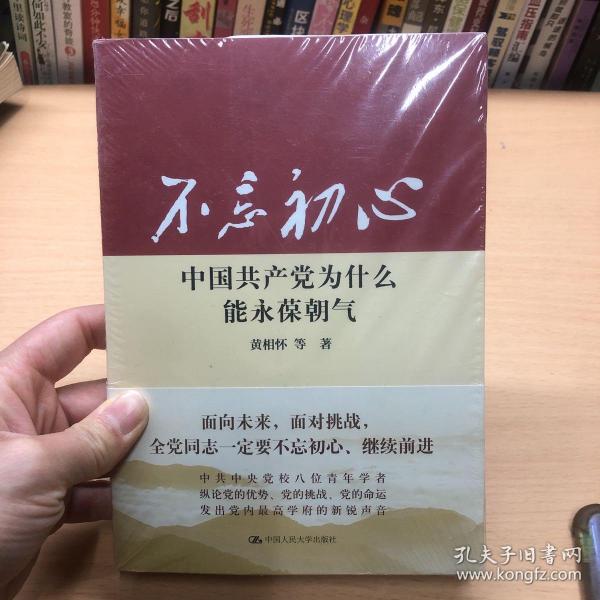 不忘初心
中国共产党为什么
能永葆朝气
黄相怀 等 著
面向未来，面对挑战，
全党同志一定要不忘初心、继续前进
中共中央党校八位青年学者
纵论党的优势、党的挑战、党的命运
发出党内最高学府的新锐声音
中国人民大学出版社
孔夫子旧书网
www.kongfz.com